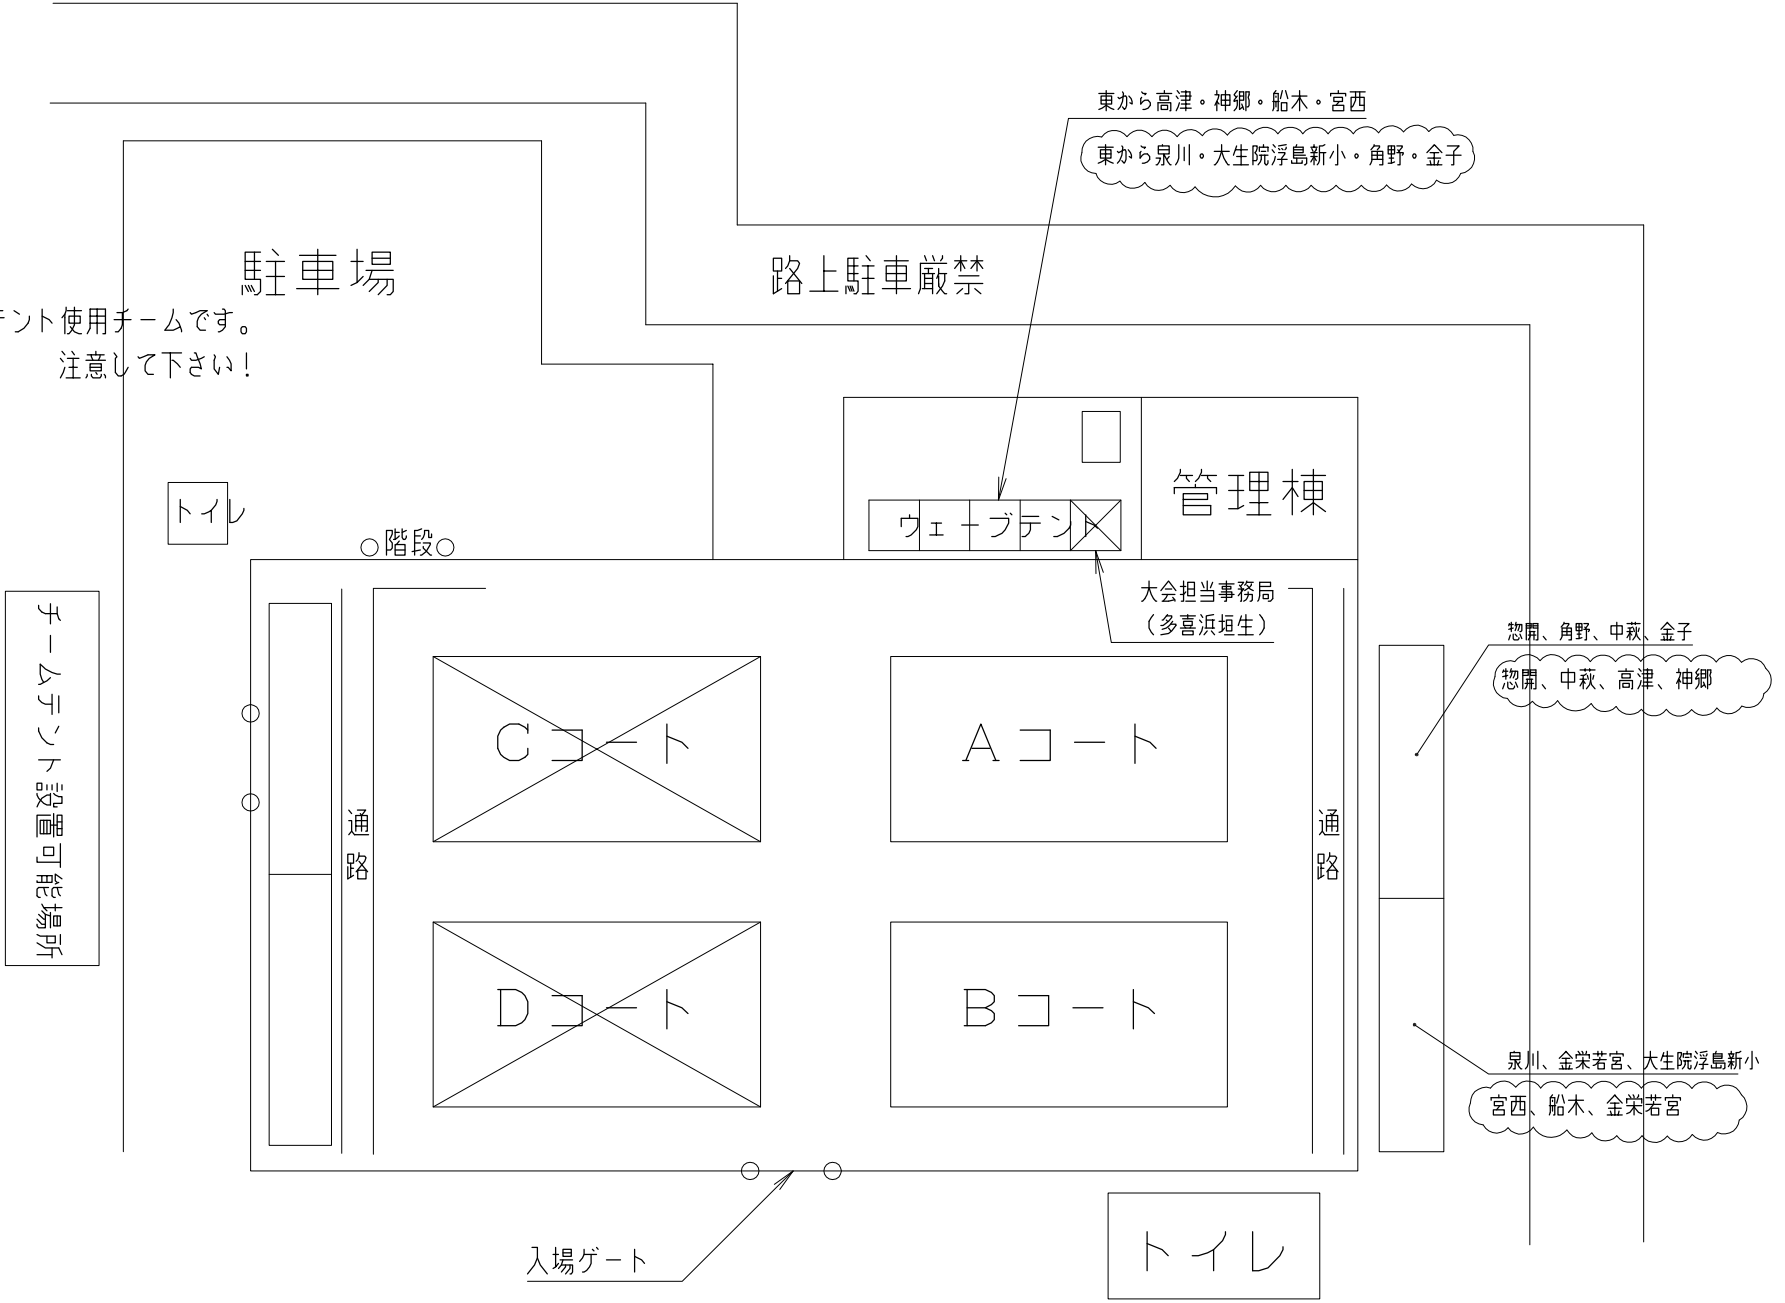 東から高津・神郷・船木・宮西
東から泉川・大生院浮島新小・角野・金子
駐車場
路上駐車厳禁
テント使用チームです。
注意して下さい！
管理棟
トイレ
ウェーブテント
階段
大会担当事務局
（多喜浜垣生）
チームテント設置可能場所
惣開、角野、中萩、金子
惣開、中萩、高津、神郷
Cコート
Aコート
通路
通路
Dコート
Bコート
泉川、金栄若宮、大生院浮島新小
宮西、船木、金栄若宮
入場ゲート
トイレ